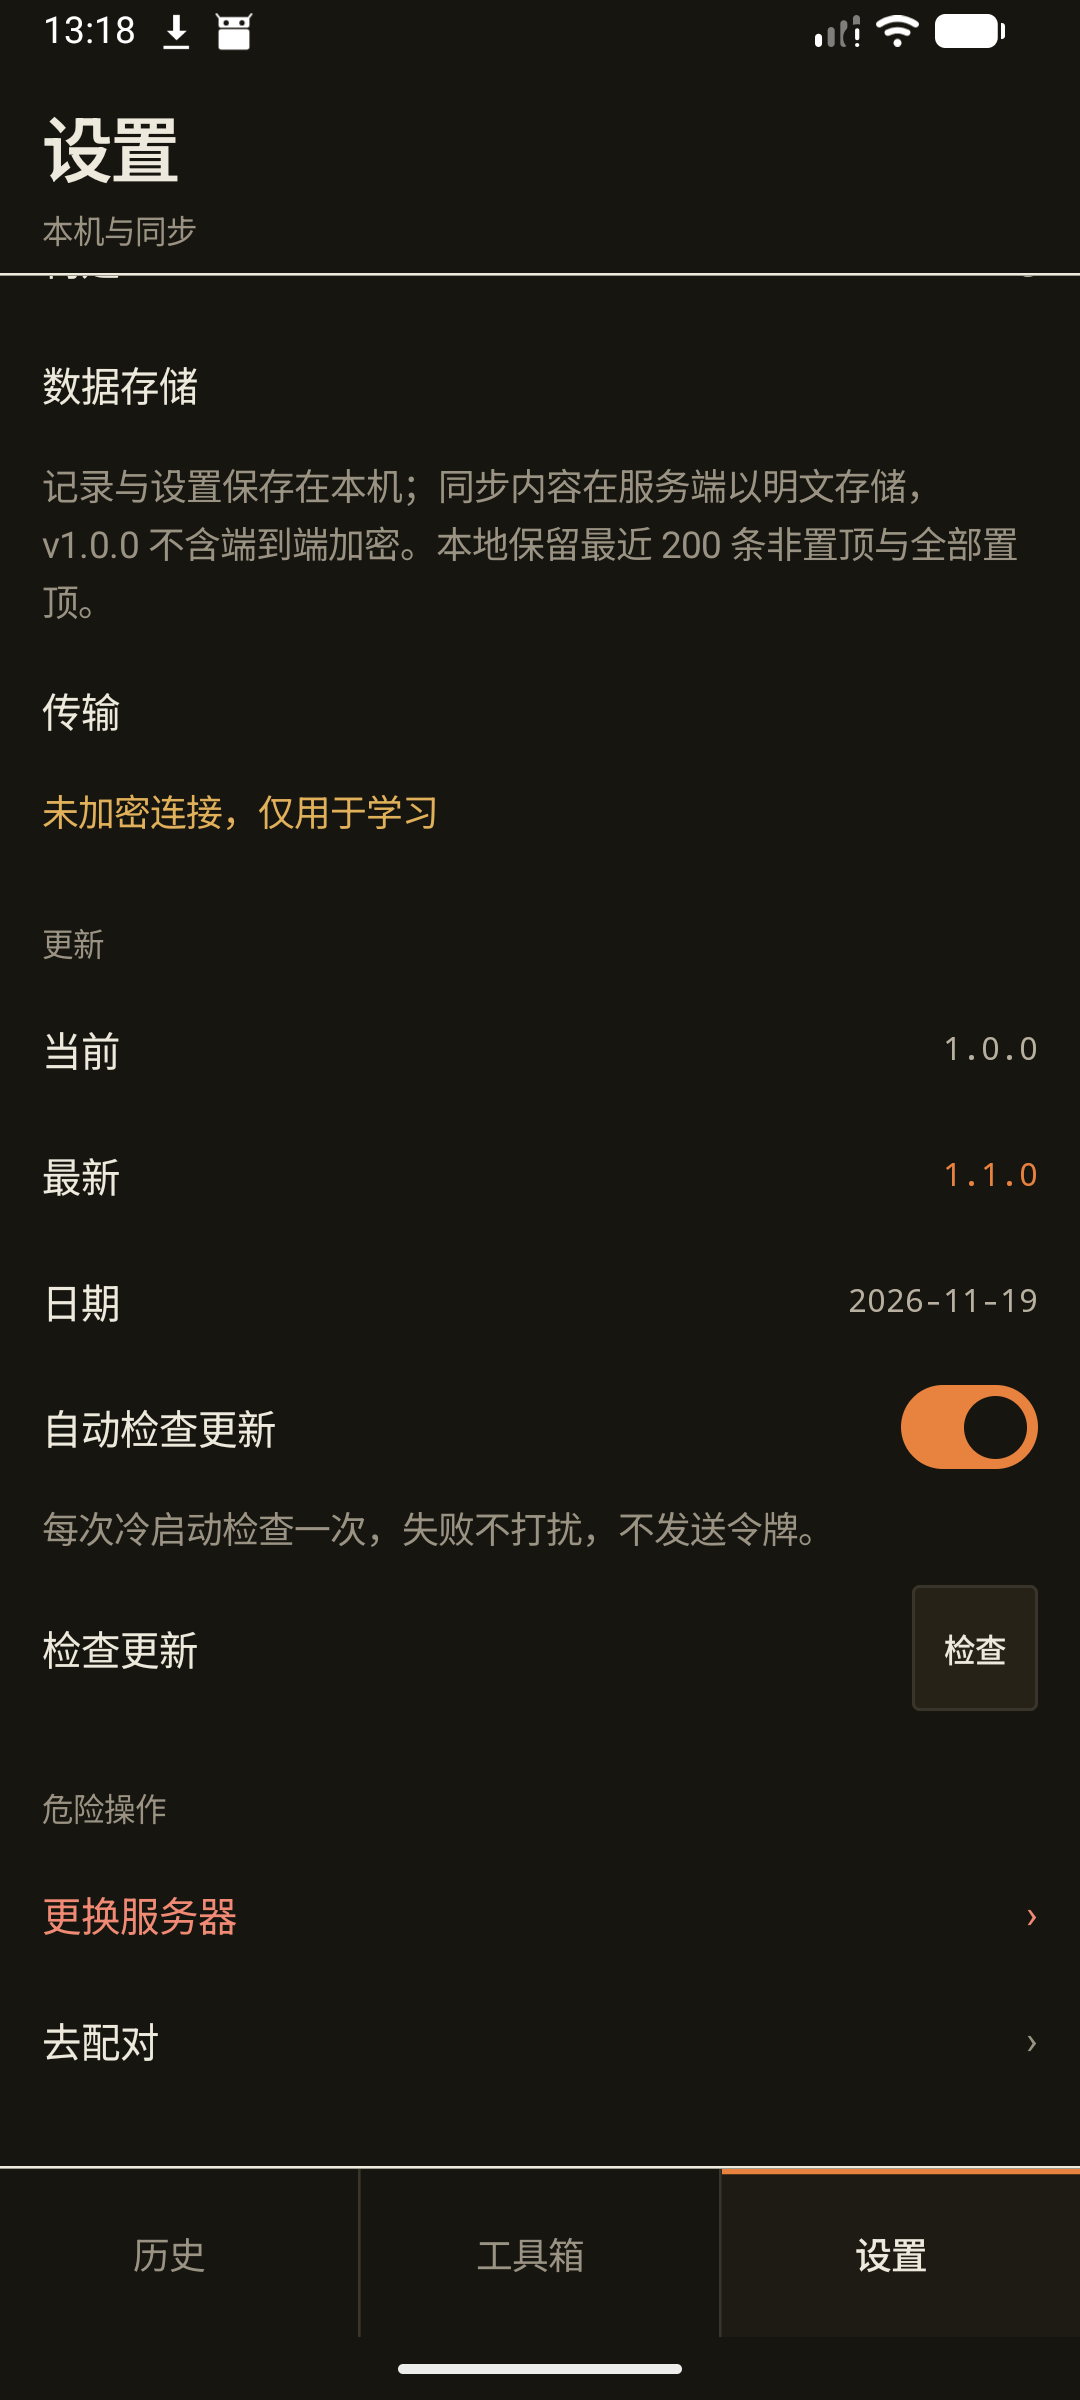 13:18
设置
本机与同步
数据存储
记录与设置保存在本机；同步内容在服务端以明文存储，
v1.0.0 不含端到端加密。本地保留最近 200 条非置顶与全部置
顶。
传输
未加密连接，仅用于学习
更新
当前 1.0.0
最新 1.1.0
日期 2026-11-19
自动检查更新
每次冷启动检查一次，失败不打扰，不发送令牌。
检查更新 检查
危险操作
更换服务器 ›
去配对 ›
历史 工具箱 设置